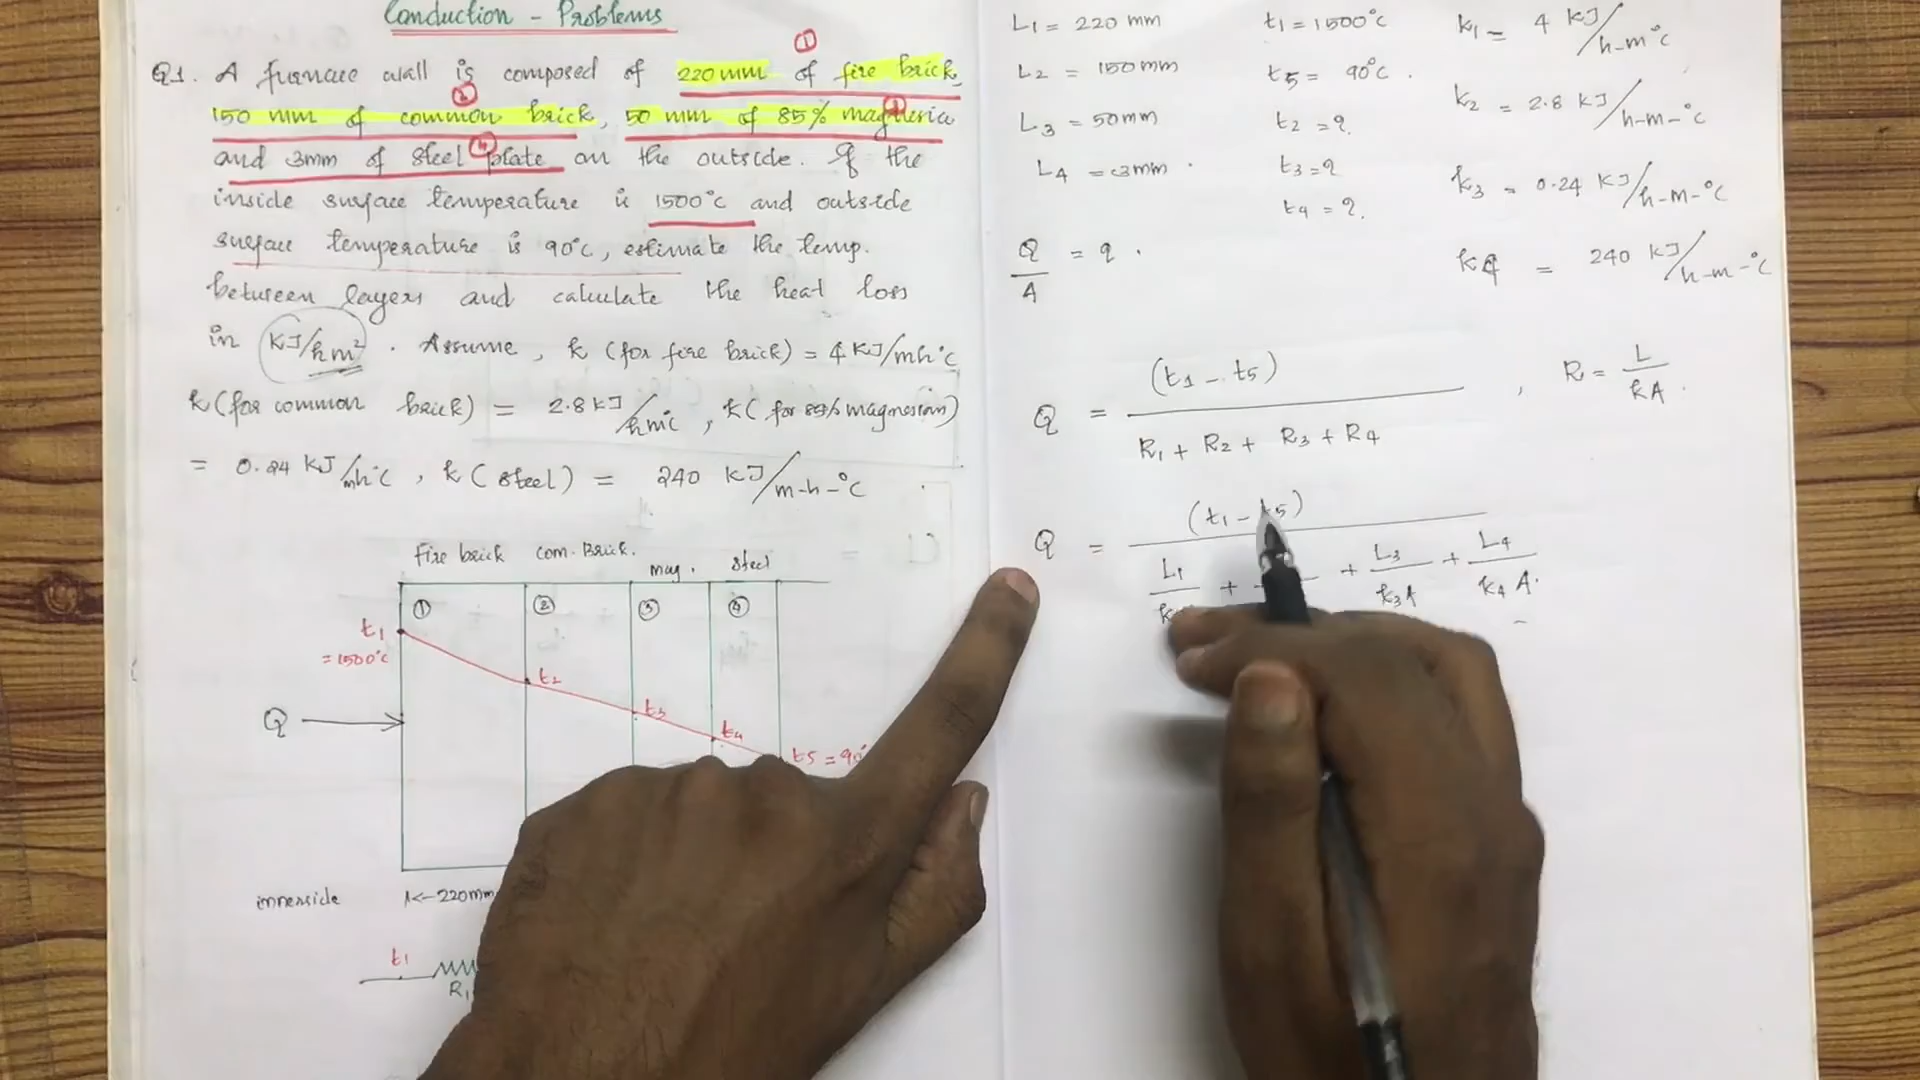 Conduction - Problems
Q1. A furnace wall is composed of 220 mm of fire brick,
150 mm of common brick, 50 mm of 85% magnesia
and 3mm of steel plate on the outside. If the
inside surface temperature is 1500°C and outside
surface temperature is 90°C, estimate the temp.
between layers and calculate the heat loss
in KJ/hm². Assume, k (for fire brick) = 4 KJ/mh°C
k (for common brick) = 2.8 KJ/hm°C, k (for 85% magnesia)
= 0.24 KJ/mh°C, k (steel) = 240 KJ/m-h-°C
Fire brick com. Brick. mag. steel
① ② ③ ④
t1
= 1500°C
t2
t3
t4
t5 = 90
Q
innerside
220mm
t1
R1
L1 = 220 mm t1 = 1500°C k1 = 4 KJ/h-m°C
L2 = 150 mm t5 = 90°C. k2 = 2.8 KJ/h-m-°C
L3 = 50mm t2 = ?. k3 = 0.24 KJ/h-m-°C
L4 = 3mm. t3 = ?
t4 = ?. k4 = 240 KJ/h-m-°C
Q/A = ?.
Q = (t1 - t5) / R1 + R2 + R3 + R4 , R = L/kA.
Q = (t1 - t5) / L1/k + + L3/k3A + L4/k4A.